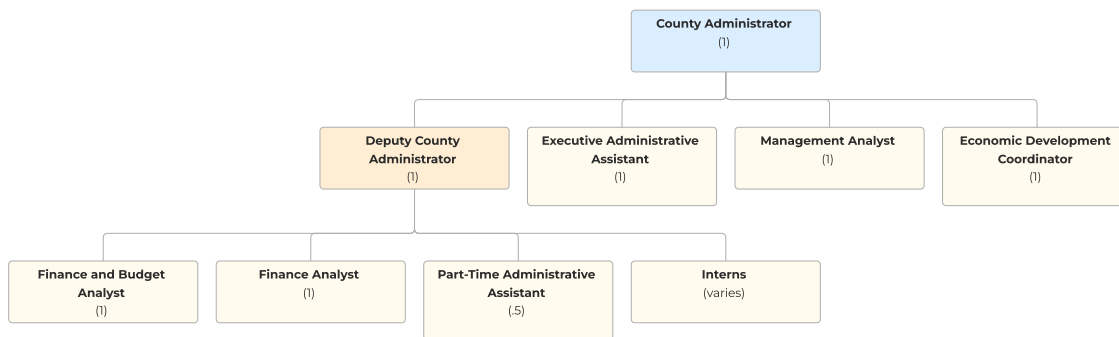 County Administrator
(1)
Deputy County
Administrator
(1)
Executive Administrative
Assistant
(1)
Management Analyst
(1)
Economic Development
Coordinator
(1)
Finance and Budget
Analyst
(1)
Finance Analyst
(1)
Part-Time Administrative
Assistant
(.5)
Interns
(varies)